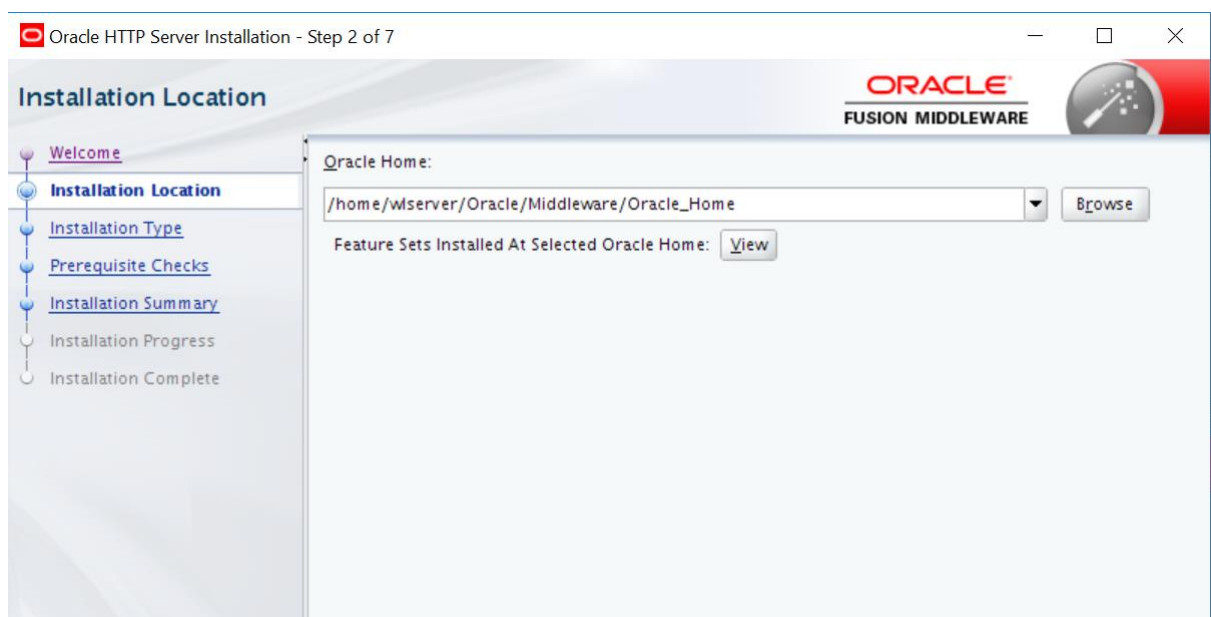 Oracle HTTP Server Installation - Step 2 of 7
Installation Location
ORACLE
FUSION MIDDLEWARE
Welcome
Installation Location
Installation Type
Prerequisite Checks
Installation Summary
Installation Progress
Installation Complete
Oracle Home:
/home/wlserver/Oracle/Middleware/Oracle_Home
Browse
Feature Sets Installed At Selected Oracle Home: View